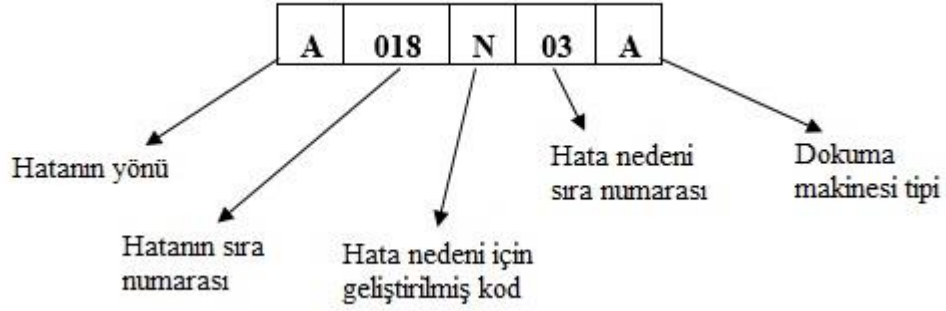 A 018 N 03 A
Hatanın yönü
Hatanın sıra
numarası
Hata nedeni için
geliştirilmiş kod
Hata nedeni
sıra numarası
Dokuma
makinesi tipi